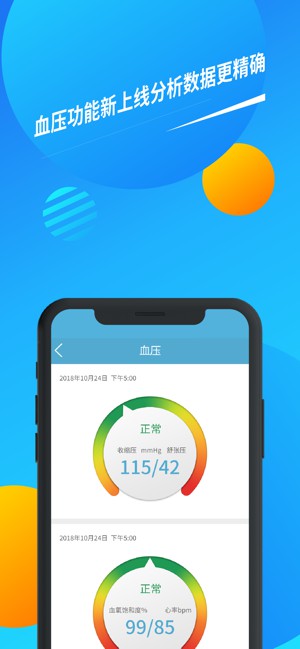 血压功能新上线分析数据更精确
血压
2018年10月24日 下午5:00
正常
收缩压 mmHg 舒张压
115/42
2018年10月24日 下午5:00
正常
血氧饱和度% 心率bpm
99/85